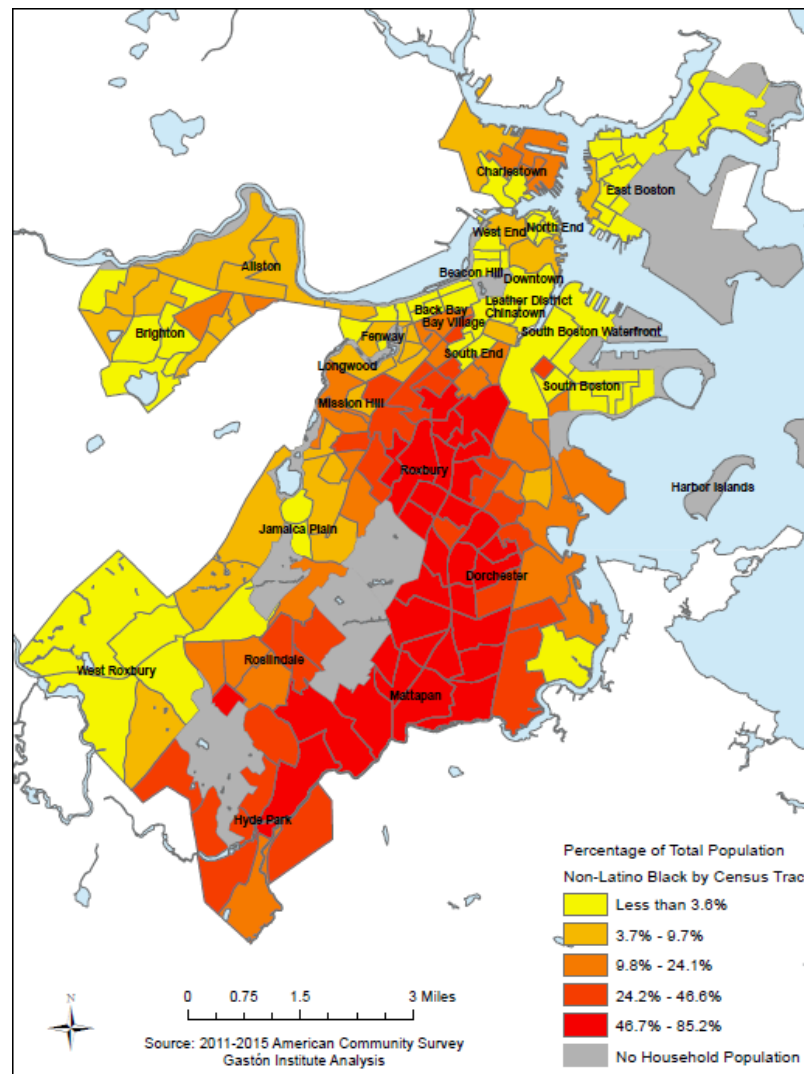 Charlestown
East Boston
West End
North End
Allston
Beacon Hill
Downtown
Back Bay
Leather District
Chinatown
Bay Village
South Boston Waterfront
Brighton
Fenway
South End
Longwood
South Boston
Mission Hill
Roxbury
Harbor Islands
Jamaica Plain
Dorchester
West Roxbury
Roslindale
Mattapan
Hyde Park
Percentage of Total Population
Non-Latino Black by Census Trac
Less than 3.6%
3.7% - 9.7%
9.8% - 24.1%
24.2% - 46.6%
46.7% - 85.2%
No Household Population
N
0 0.75 1.5 3 Miles
Source: 2011-2015 American Community Survey
Gastón Institute Analysis